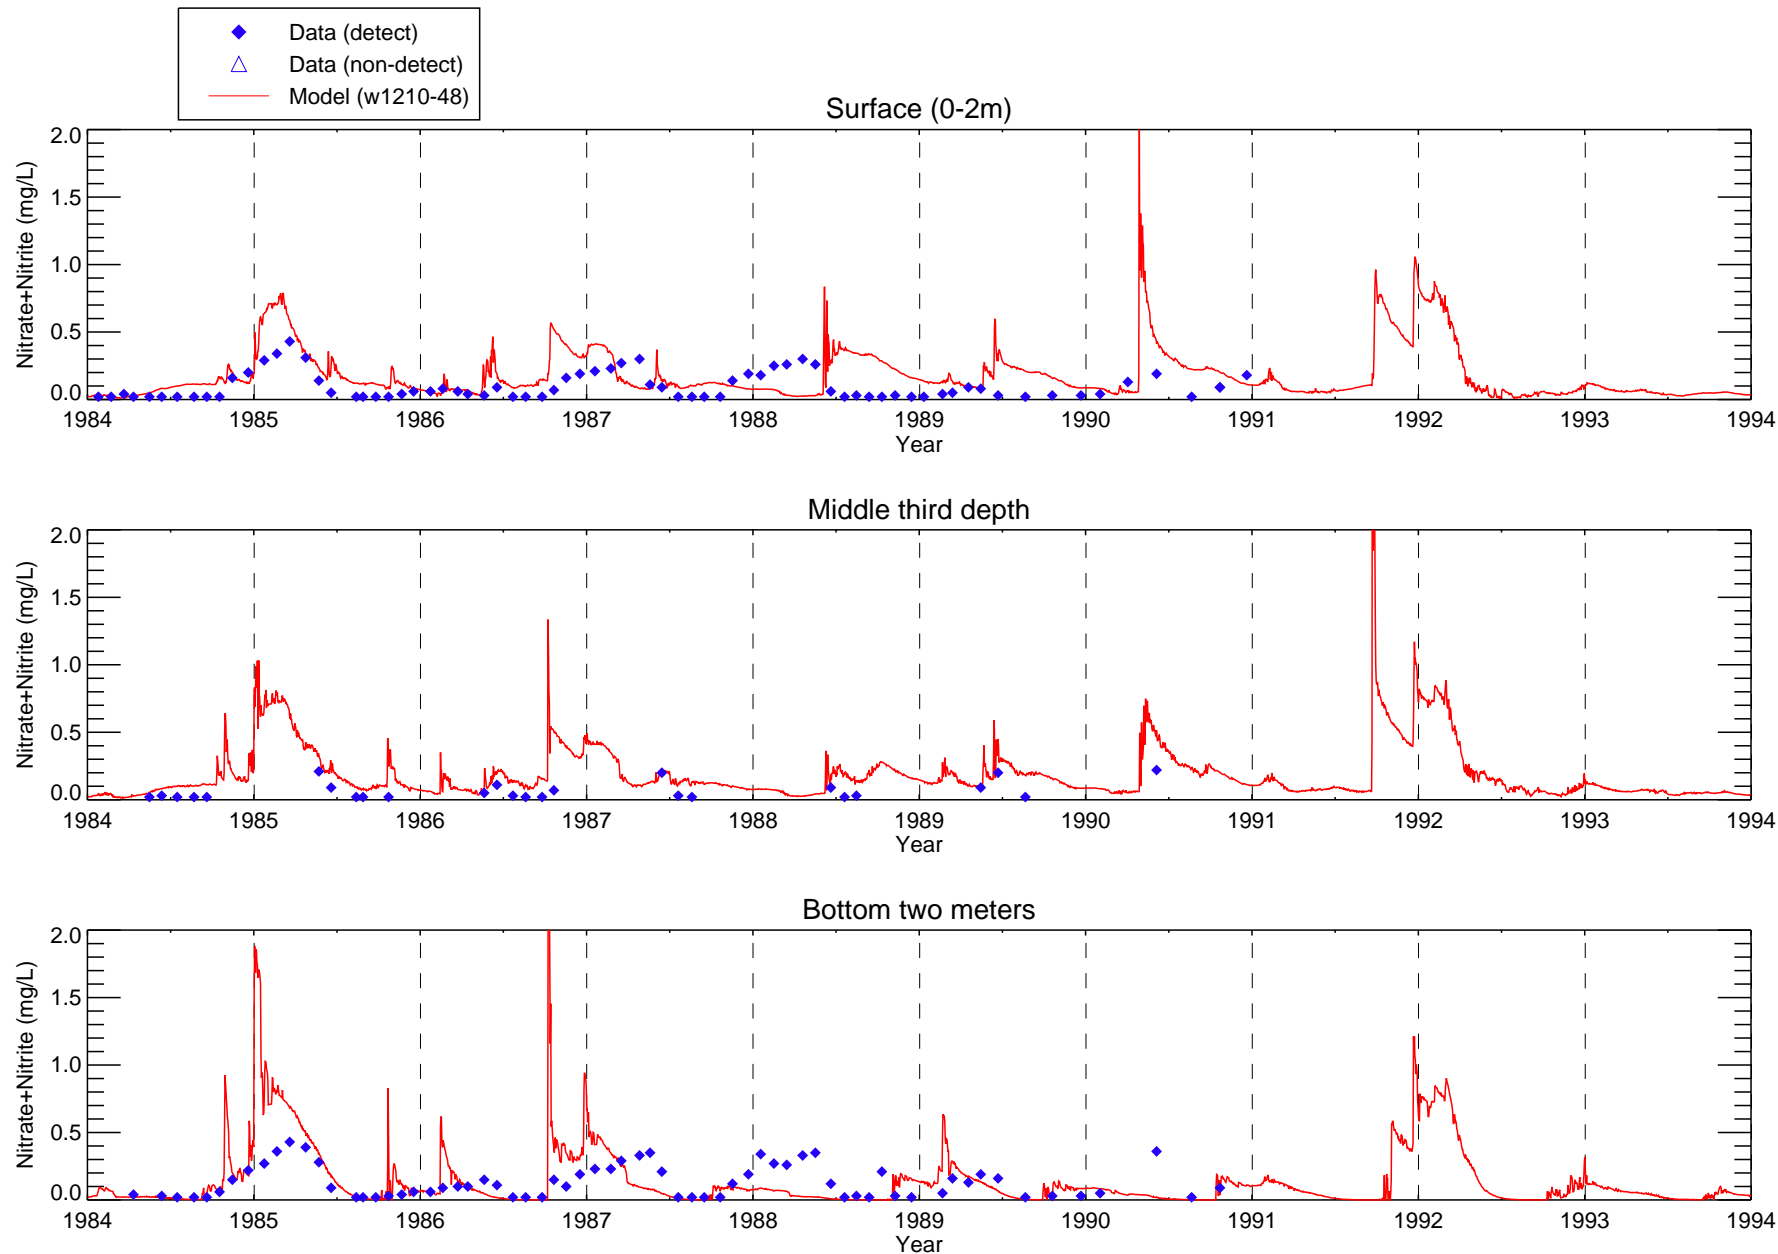 Data (detect)
Data (non-detect)
Model (w1210-48)
Surface (0-2m)
Nitrate+Nitrite (mg/L)
2.0
1.5
1.0
0.5
0.0
1984 1985 1986 1987 1988 1989 1990 1991 1992 1993 1994
Year
Middle third depth
Nitrate+Nitrite (mg/L)
2.0
1.5
1.0
0.5
0.0
1984 1985 1986 1987 1988 1989 1990 1991 1992 1993 1994
Year
Bottom two meters
Nitrate+Nitrite (mg/L)
2.0
1.5
1.0
0.5
0.0
1984 1985 1986 1987 1988 1989 1990 1991 1992 1993 1994
Year